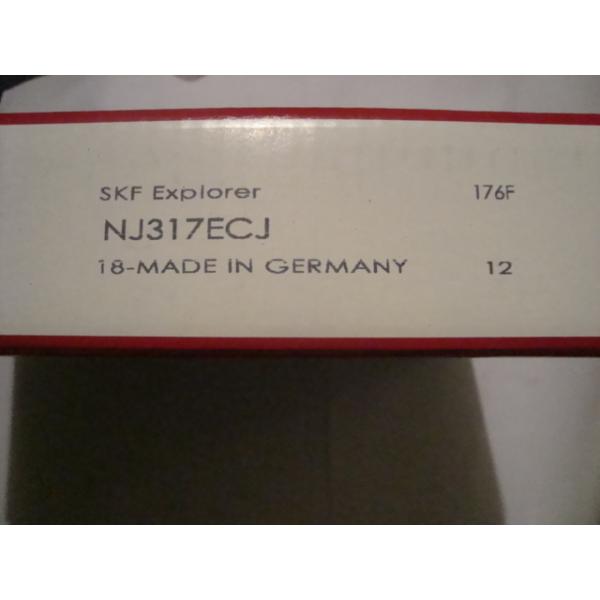 SKF Explorer 176F
NJ317ECJ
18-MADE IN GERMANY 12